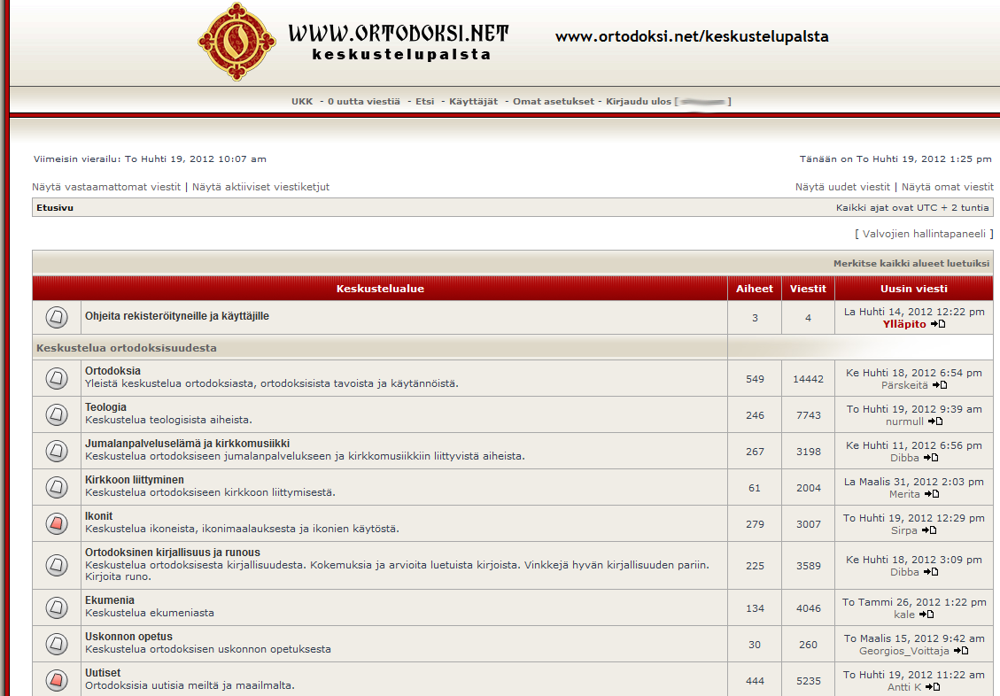 WWW.ORTODOKSI.NET
keskustelupalsta
www.ortodoksi.net/keskustelupalsta
UKK - 0 uutta viestiä - Etsi - Käyttäjät - Omat asetukset - Kirjaudu ulos [ ]
Viimeisin vierailu: To Huhti 19, 2012 10:07 am
Tänään on To Huhti 19, 2012 1:25 pm
Näytä vastaamattomat viestit | Näytä aktiiviset viestiketjut
Näytä uudet viestit | Näytä omat viestit
Etusivu
Kaikki ajat ovat UTC + 2 tuntia
[ Valvojien hallintapaneeli ]
Merkitse kaikki alueet luetuiksi
Keskustelualue Aiheet Viestit Uusin viesti
Ohjeita rekisteröityneille ja käyttäjille
3 4
La Huhti 14, 2012 12:22 pm
Ylläpito
Keskustelua ortodoksisuudesta
Ortodoksia
Yleistä keskustelua ortodoksiasta, ortodoksisista tavoista ja käytännöistä.
549 14442
Ke Huhti 18, 2012 6:54 pm
Pärskeitä
Teologia
Keskustelua teologisista aiheista.
246 7743
To Huhti 19, 2012 9:39 am
nurmull
Jumalanpalveluselämä ja kirkkomusiikki
Keskustelua ortodoksiseen jumalanpalvelukseen ja kirkkomusiikkiin liittyvistä aiheista.
267 3198
Ke Huhti 11, 2012 6:56 pm
Dibba
Kirkkoon liittyminen
Keskustelua ortodoksiseen kirkkoon liittymisestä.
61 2004
La Maalis 31, 2012 2:03 pm
Merita
Ikonit
Keskustelua ikoneista, ikonimaalauksesta ja ikonien käytöstä.
279 3007
To Huhti 19, 2012 12:29 pm
Sirpa
Ortodoksinen kirjallisuus ja runous
Keskustelua ortodoksisesta kirjallisuudesta. Kokemuksia ja arvioita luetuista kirjoista. Vinkkejä hyvän kirjallisuuden pariin.
Kirjoita runo.
225 3589
Ke Huhti 18, 2012 3:09 pm
Dibba
Ekumenia
Keskustelua ekumeniasta
134 4046
To Tammi 26, 2012 1:22 pm
kale
Uskonnon opetus
Keskustelua ortodoksisen uskonnon opetuksesta
30 260
To Maalis 15, 2012 9:42 am
Georgios_Voittaja
Uutiset
Ortodoksisia uutisia meiltä ja maailmalta.
444 5235
To Huhti 19, 2012 11:22 am
Antti K